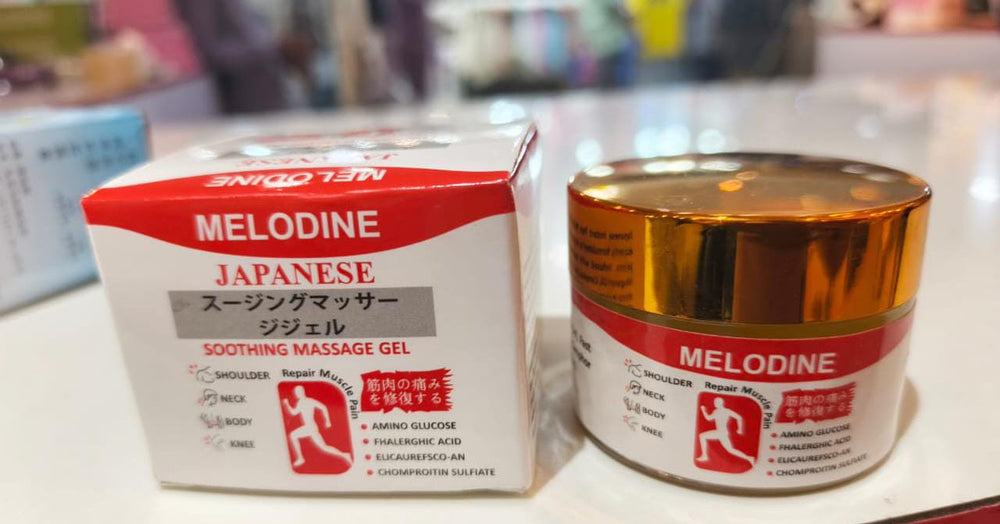 MELODINE
MELODINE
JAPANESE
スージングマッサー
ジジェル
SOOTHING MASSAGE GEL
SHOULDER
NECK
BODY
KNEE
Repair Muscle Pain
筋肉の痛み
を修復する
AMINO GLUCOSE
FHALERGHIC ACID
ELICAUREFSCO-AN
CHOMPROITIN SULFIATE
MELODINE
SHOULDER
NECK
BODY
KNEE
Repair Muscle Pain
筋肉の痛み
を修復する
AMINO GLUCOSE
FHALERGHIC ACID
ELICAUREFSCO-AN
CHOMPROITIN SULFIATE